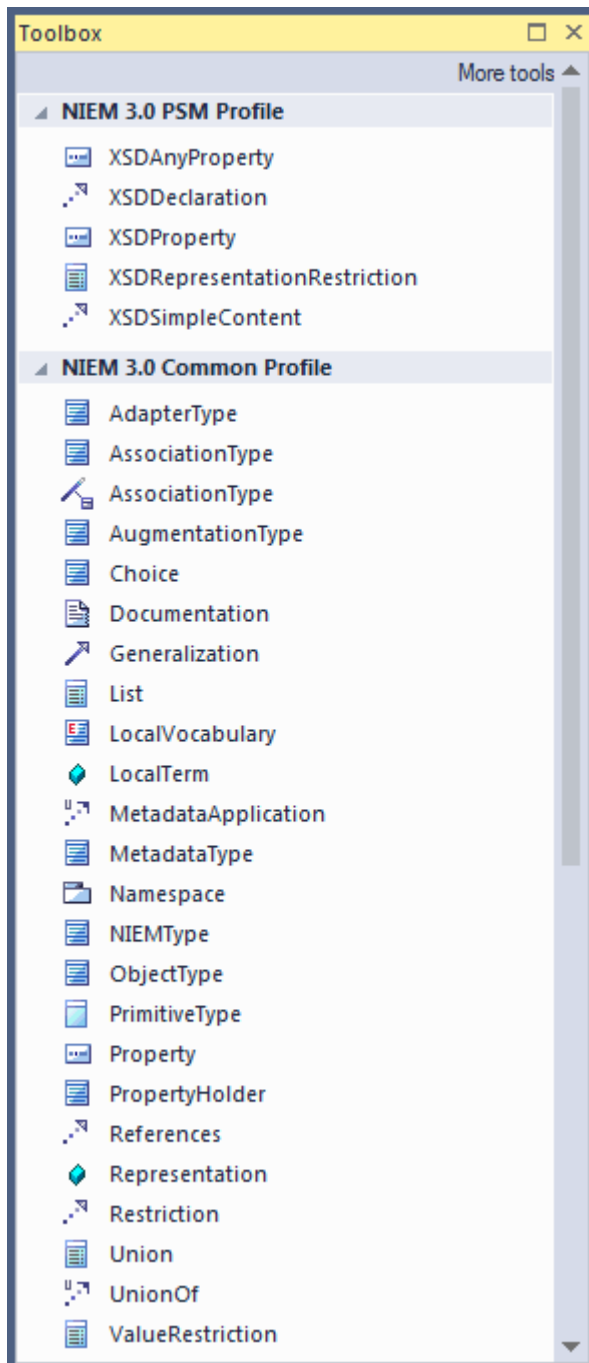 Toolbox
More tools
NIEM 3.0 PSM Profile
XSDAnyProperty
XSDDeclaration
XSDProperty
XSDRepresentationRestriction
XSDSimpleContent
NIEM 3.0 Common Profile
AdapterType
AssociationType
AssociationType
AugmentationType
Choice
Documentation
Generalization
List
LocalVocabulary
LocalTerm
MetadataApplication
MetadataType
Namespace
NIEMType
ObjectType
PrimitiveType
Property
PropertyHolder
References
Representation
Restriction
Union
UnionOf
ValueRestriction